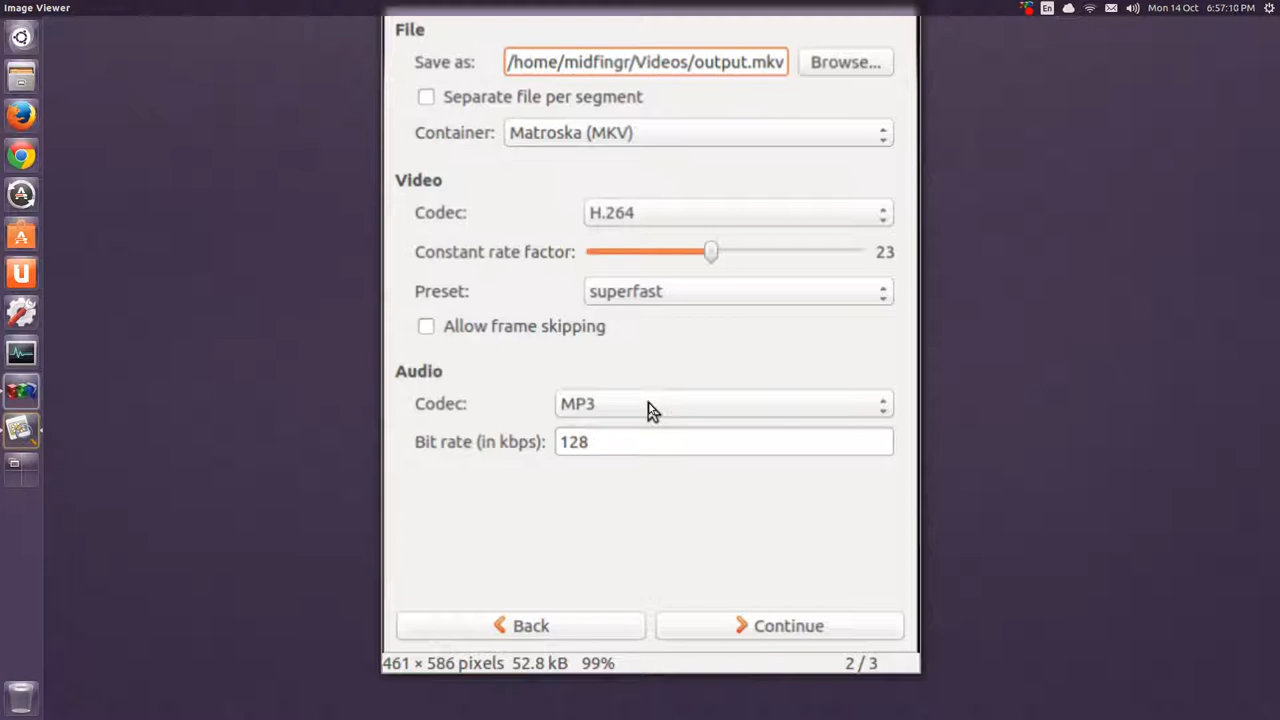 Image Viewer
En
Mon 14 Oct 6:57:10 PM
File
Save as: /home/midfingr/Videos/output.mkv Browse...
Separate file per segment
Container: Matroska (MKV)
Video
Codec: H.264
Constant rate factor: 23
Preset: superfast
Allow frame skipping
Audio
Codec: MP3
Bit rate (in kbps): 128
Back Continue
461 × 586 pixels 52.8 kB 99% 2 / 3